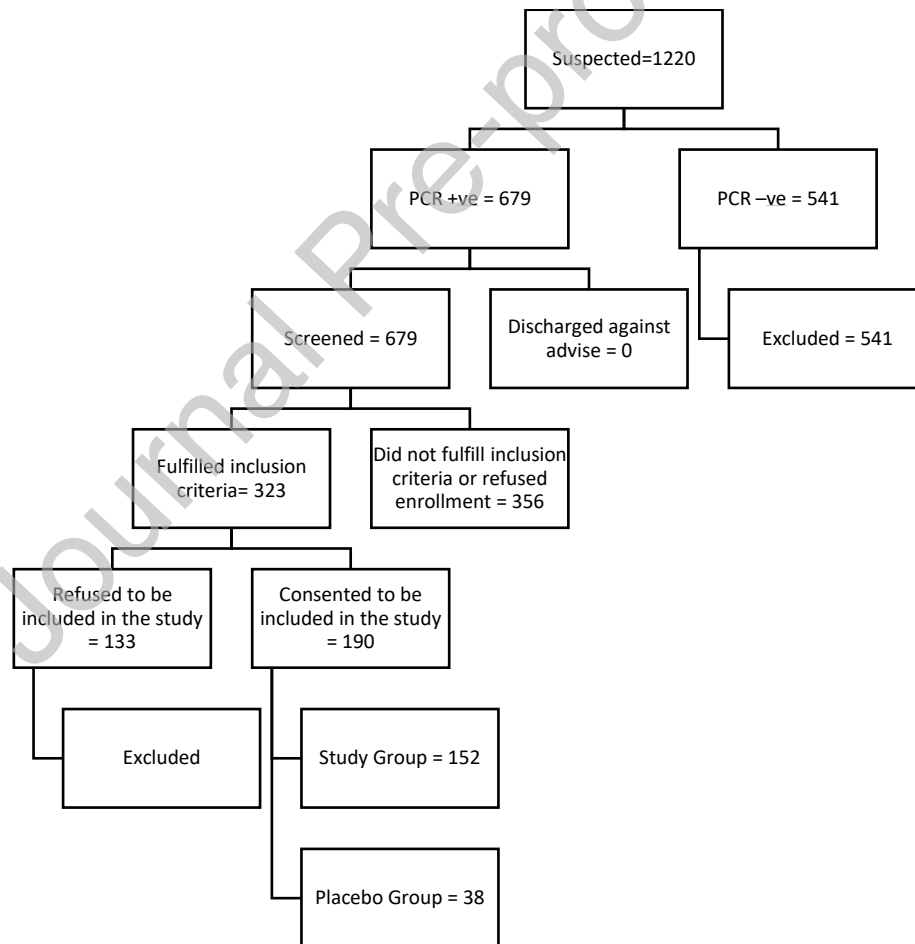 Suspected=1220
PCR +ve = 679
PCR –ve = 541
Screened = 679
Discharged against
advise = 0
Excluded = 541
Fulfilled inclusion
criteria= 323
Did not fulfill inclusion
criteria or refused
enrollment = 356
Refused to be
included in the study
= 133
Consented to be
included in the study
= 190
Excluded
Study Group = 152
Placebo Group = 38
Journal Pre-pro